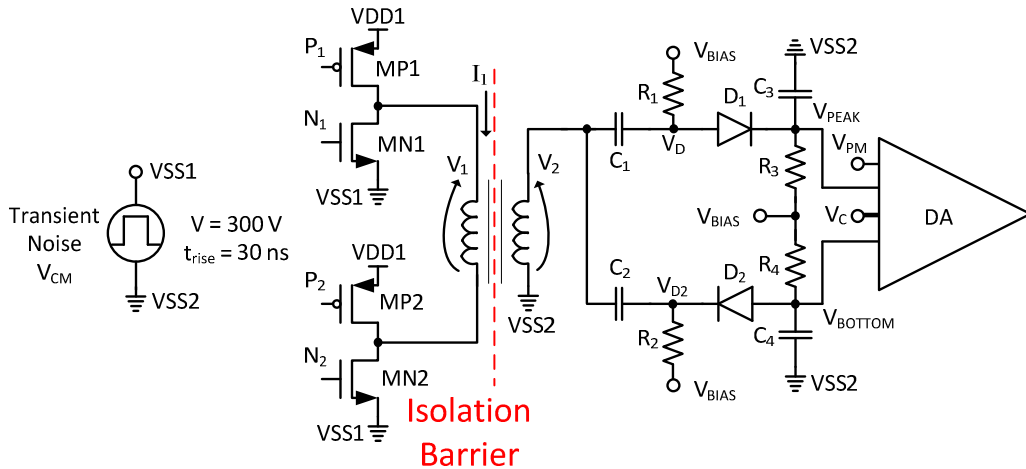 VDD1
P1
MP1
N1
MN1
VSS1
I1
VSS1
Transient
Noise
VCM
V = 300 V
trise = 30 ns
VSS2
V1
V2
VDD1
P2
MP2
N2
MN2
VSS1
VSS2
Isolation
Barrier
VBIAS
R1
D1
C1
VD
VSS2
C3
VPEAK
VPM
R3
VBIAS
VC
DA
R4
C2
VD2
D2
VBOTTOM
R2
C4
VBIAS
VSS2